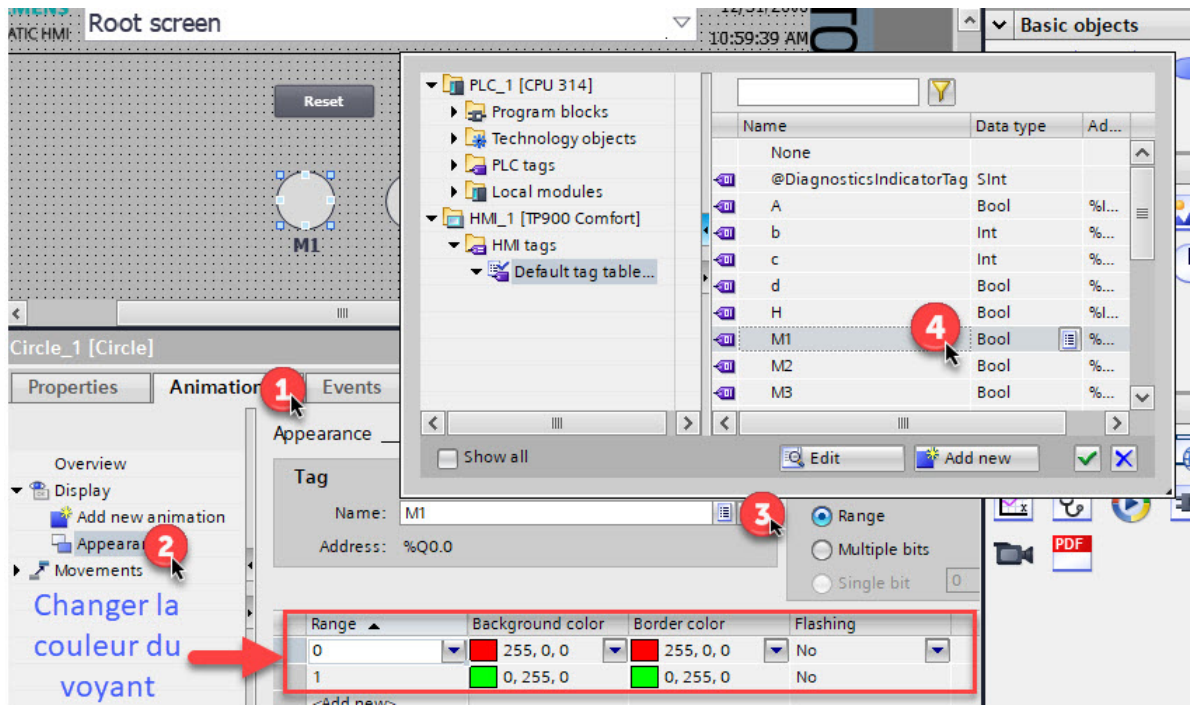 ATIC HMI
Root screen
10:59:39 AM
Basic objects
Reset
M1
PLC_1 [CPU 314]
Program blocks
Technology objects
PLC tags
Local modules
HMI_1 [TP900 Comfort]
HMI tags
Default tag table...
Name Data type Ad...
None
@DiagnosticsIndicatorTag SInt
A Bool %I...
b Int %...
c Int %...
d Bool %...
H Bool %I...
M1 Bool %...
M2 Bool %...
M3 Bool %...
4
Show all
Edit
Add new
Circle_1 [Circle]
Properties Animation Events
1
Appearance
Overview
Display
Add new animation
Appearan
2
Movements
Tag
Name: M1
3
Address: %Q0.0
Range
Multiple bits
Single bit 0
PDF
Changer la
couleur du
voyant
Range Background color Border color Flashing
0 255, 0, 0 255, 0, 0 No
1 0, 255, 0 0, 255, 0 No
<Add new>